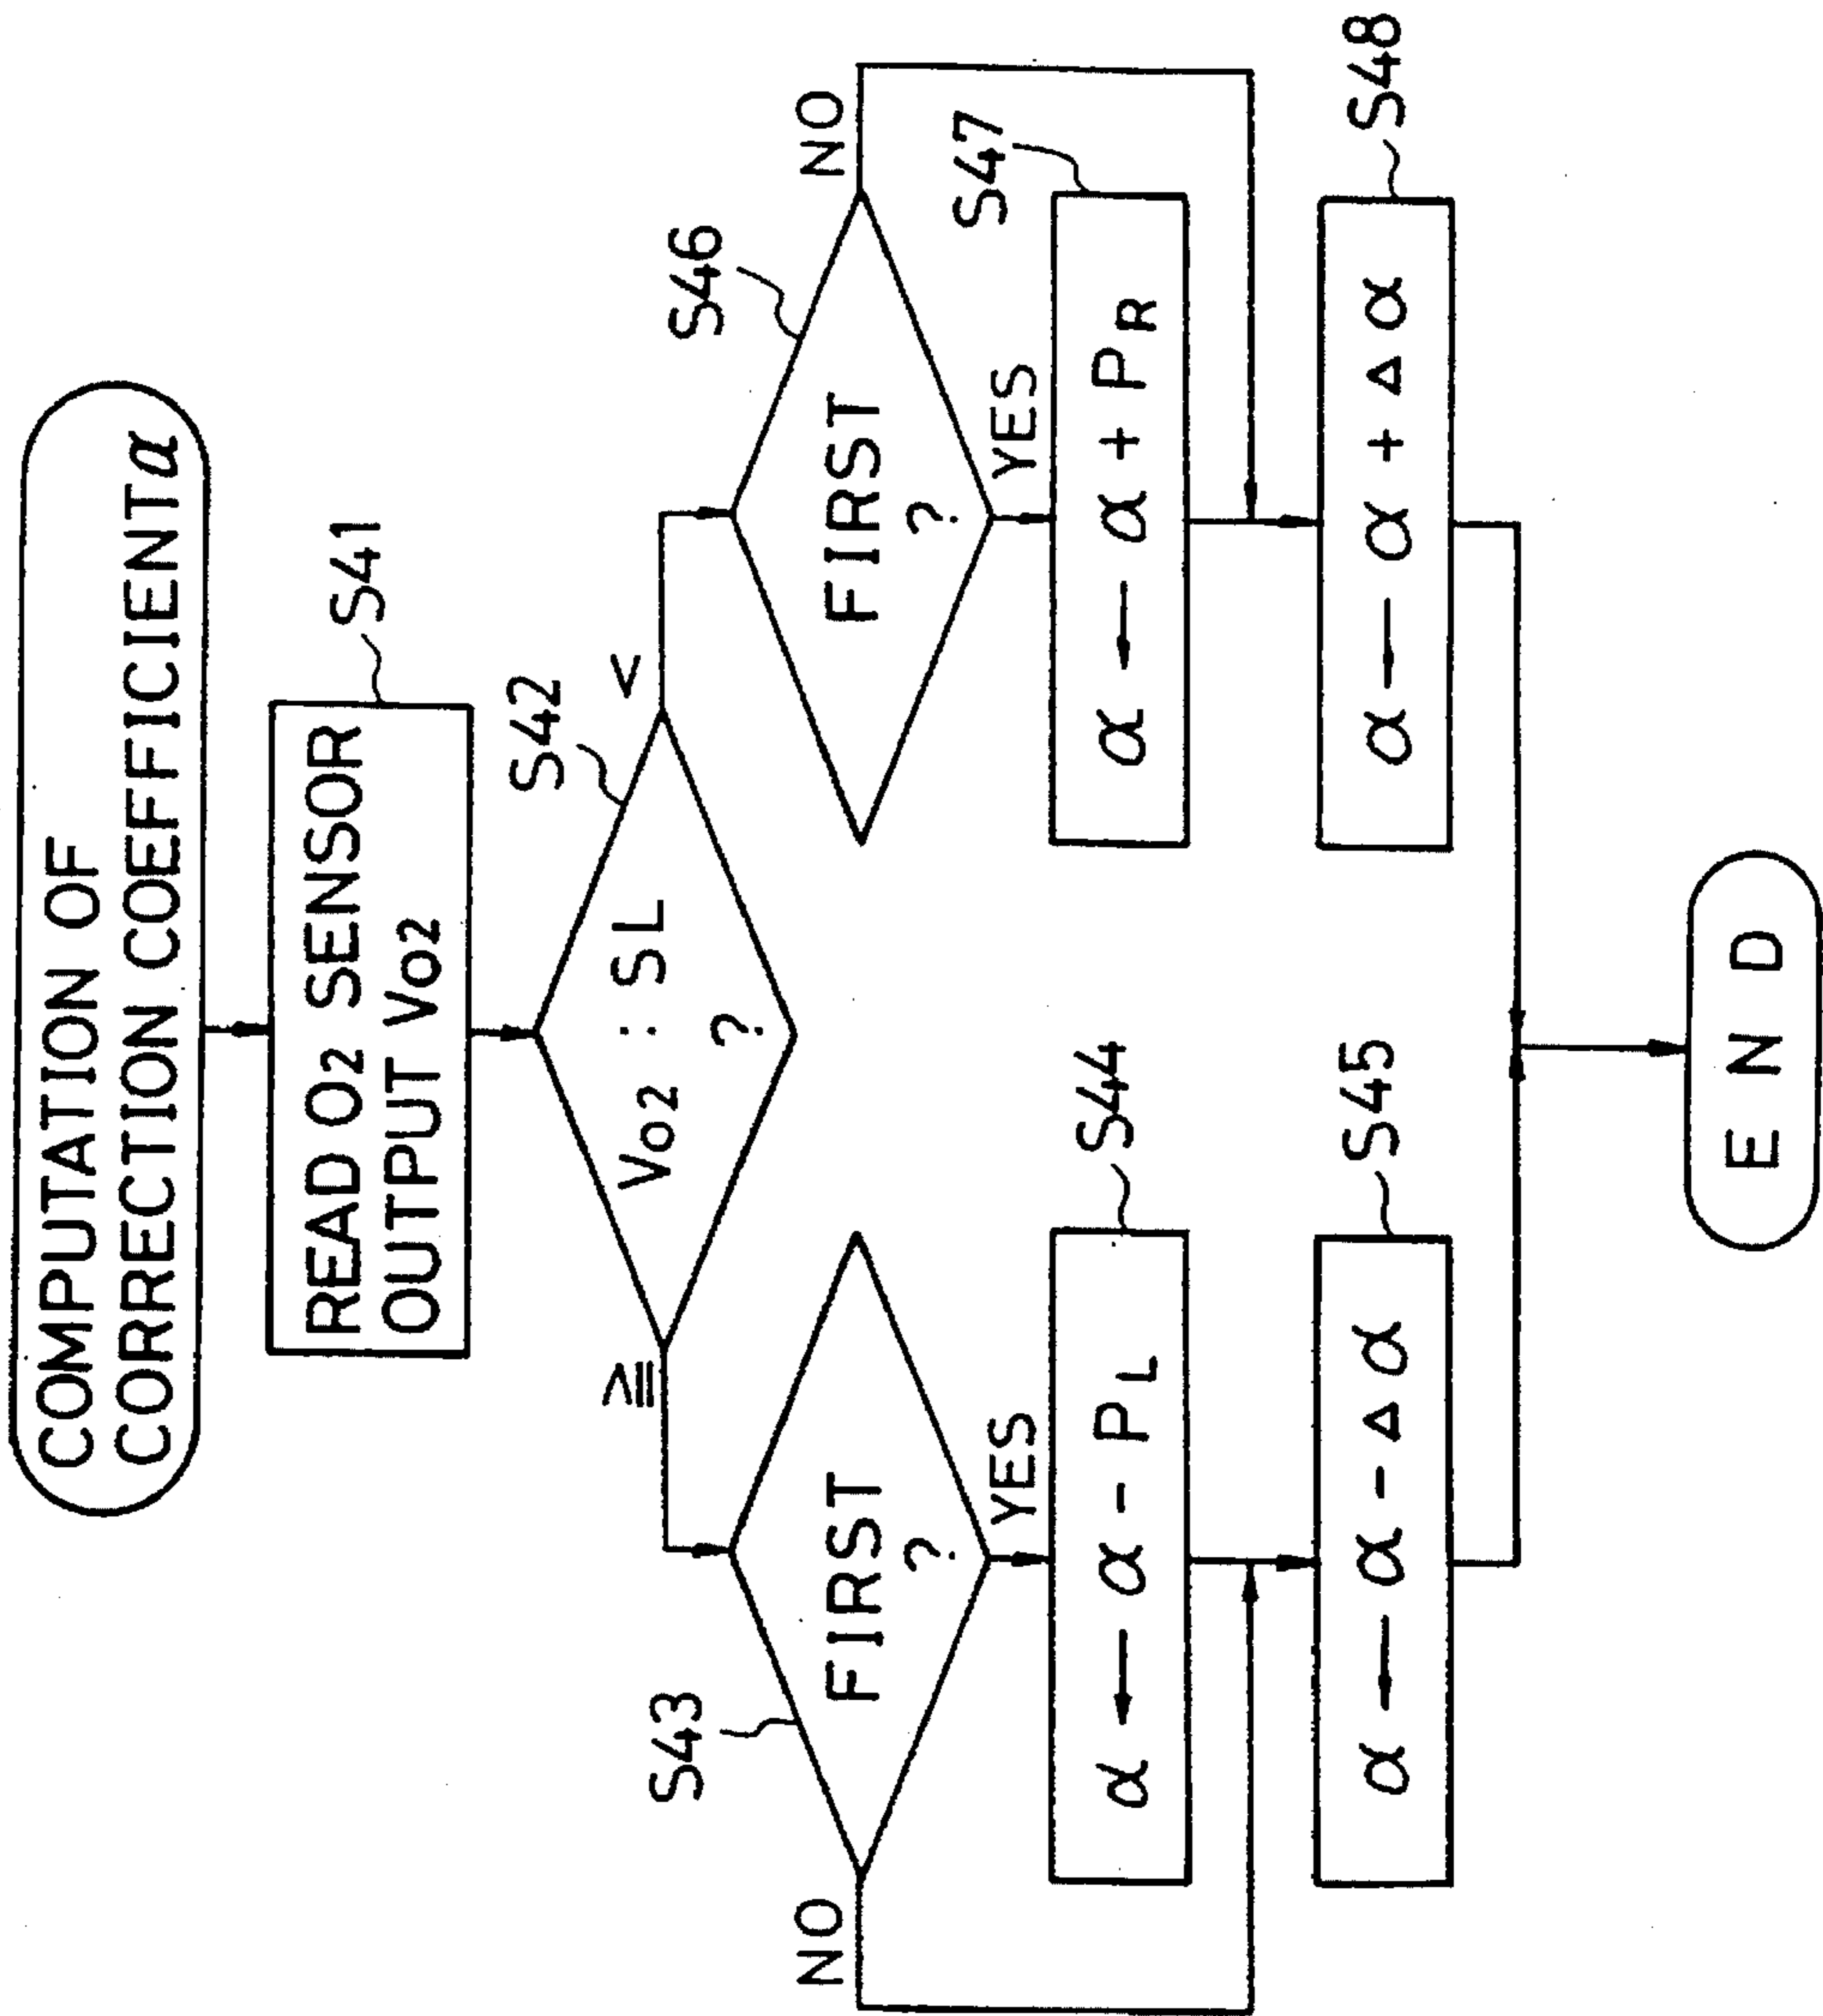 COMPUTATION OF
CORRECTION COEFFICIENT α
S41
READ O2 SENSOR
OUTPUT Vo2
S42
Vo2 : SL
?
≧
<
S43
FIRST
?
NO
YES
S44
α ← α - PL
S45
α ← α - Δα
S46
FIRST
?
NO
YES
S47
α ← α + PR
S48
α ← α + Δα
END